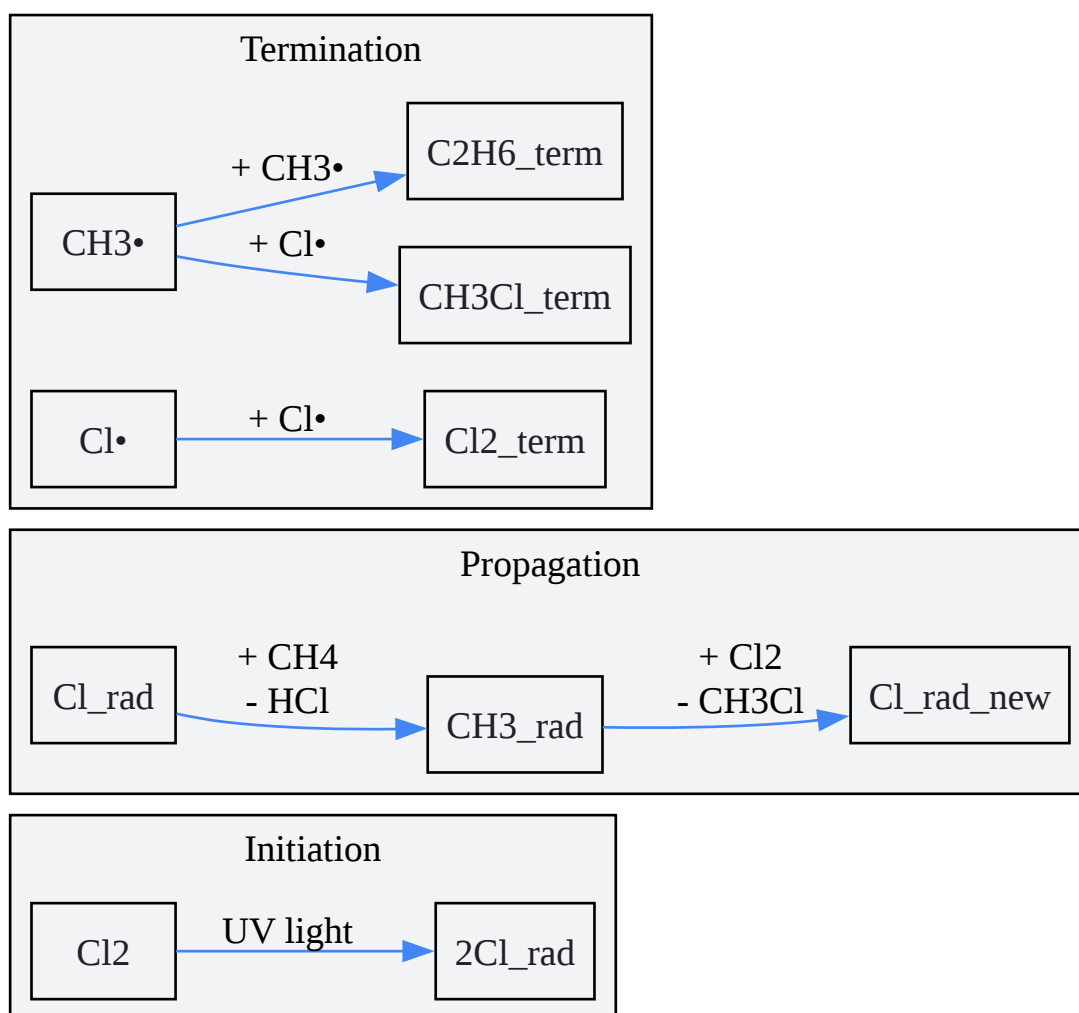 Termination
C2H6_term
+ CH3•
CH3•
+ Cl•
CH3Cl_term
Cl•
+ Cl•
Cl2_term
Propagation
Cl_rad
+ CH4
- HCl
CH3_rad
+ Cl2
- CH3Cl
Cl_rad_new
Initiation
Cl2
UV light
2Cl_rad